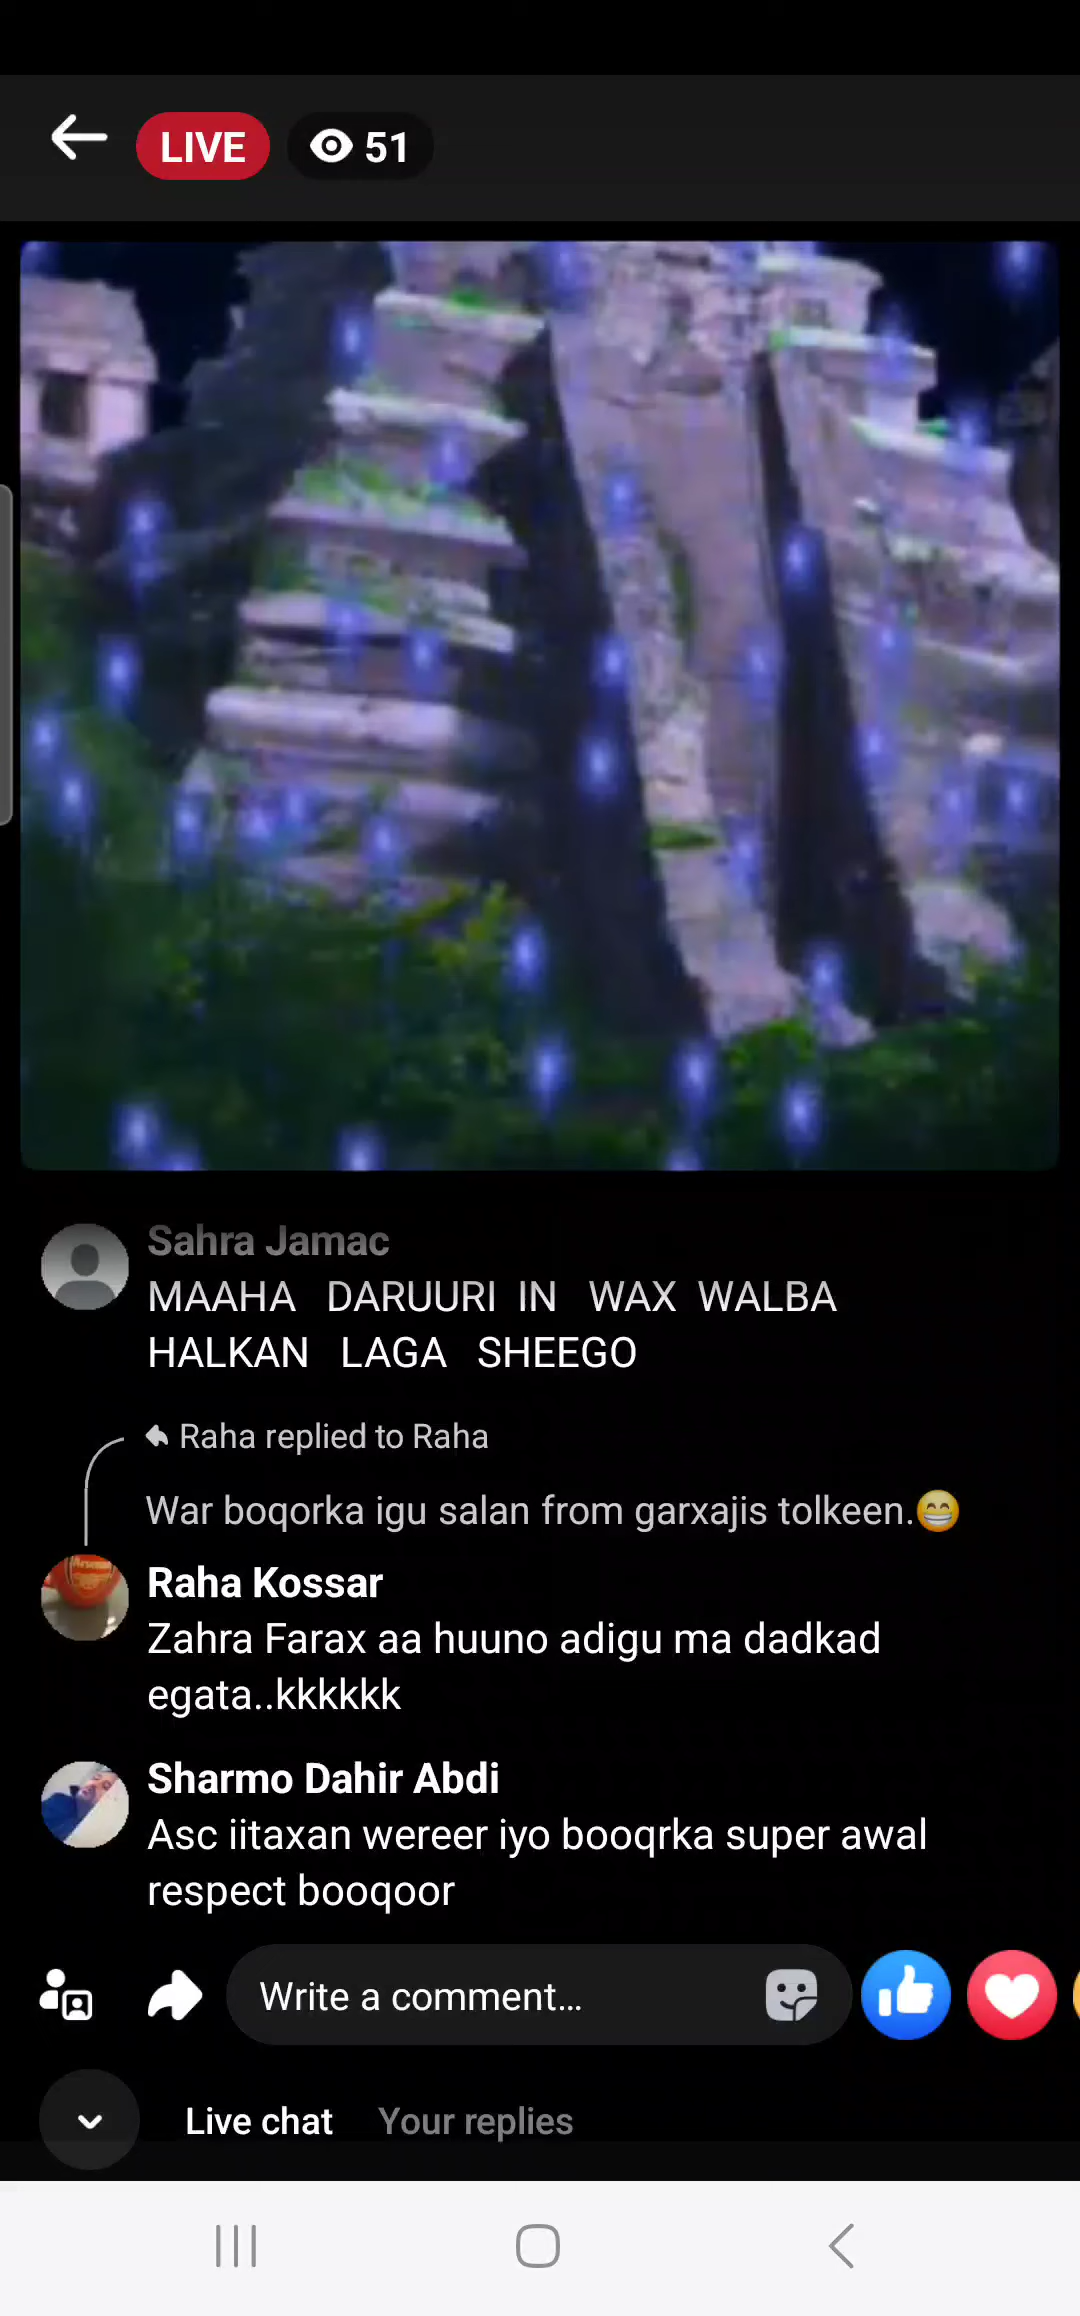 LIVE 51
Sahra Jamac
MAAHA DARUURI IN WAX WALBA
HALKAN LAGA SHEEGO
Raha replied to Raha
War boqorka igu salan from garxajis tolkeen.😁
Raha Kossar
Zahra Farax aa huuno adigu ma dadkad
egata..kkkkkk
Sharmo Dahir Abdi
Asc iitaxan wereer iyo booqrka super awal
respect booqoor
Write a comment...
Live chat Your replies